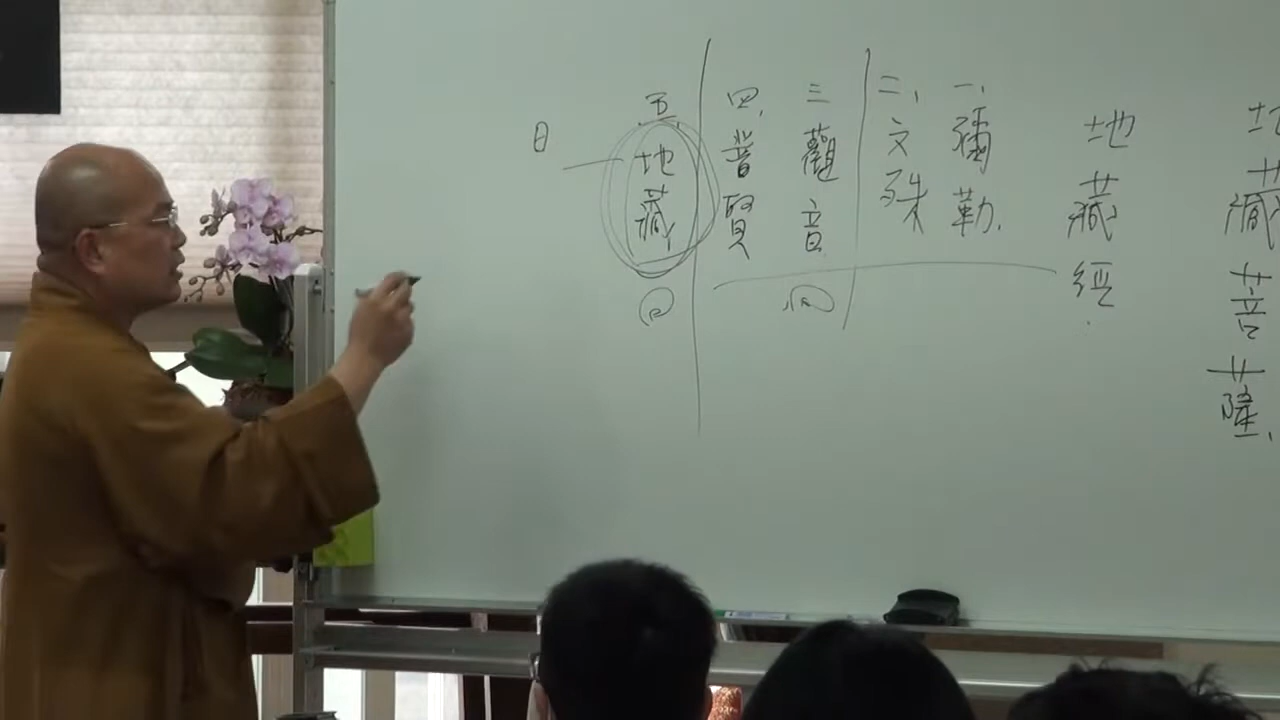 地藏菩薩、
地藏經
一、彌勒、
二、文殊
三觀音
四、普賢
五、地藏
日